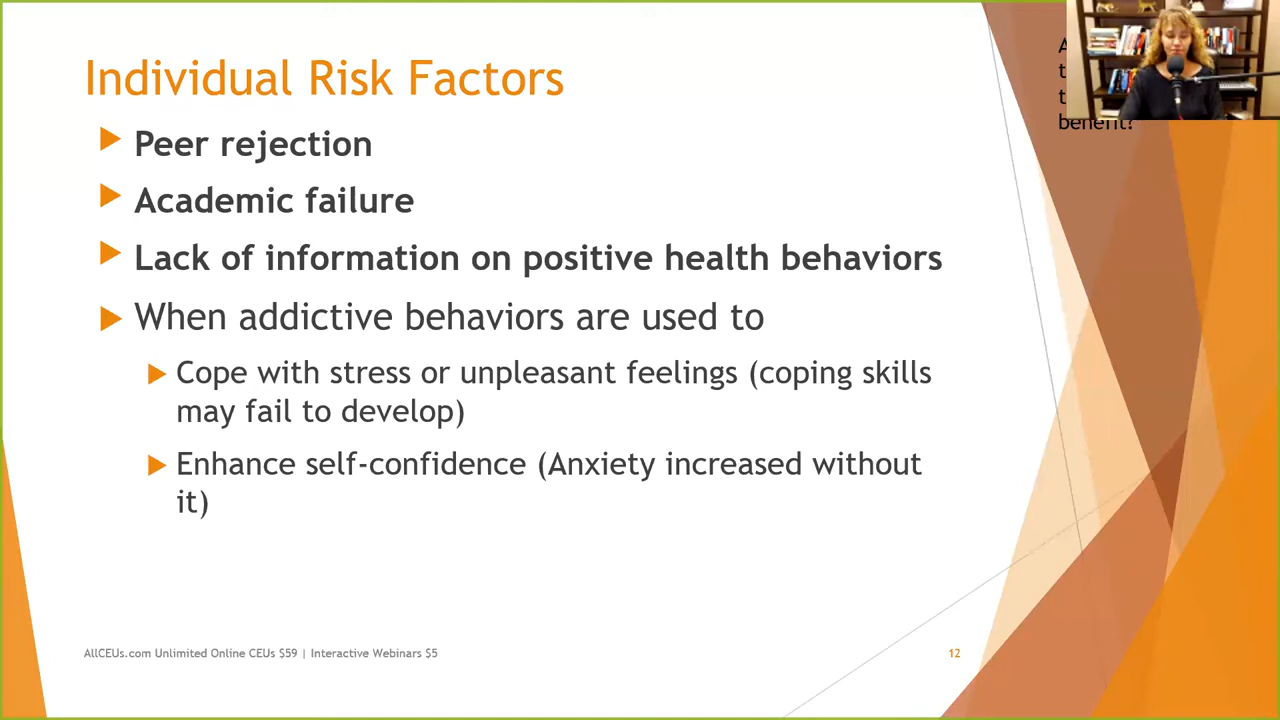 Individual Risk Factors
Peer rejection
Academic failure
Lack of information on positive health behaviors
When addictive behaviors are used to
Cope with stress or unpleasant feelings (coping skills
may fail to develop)
Enhance self-confidence (Anxiety increased without
it)
benefit?
AllCEUs.com Unlimited Online CEUs $59 | Interactive Webinars $5
12